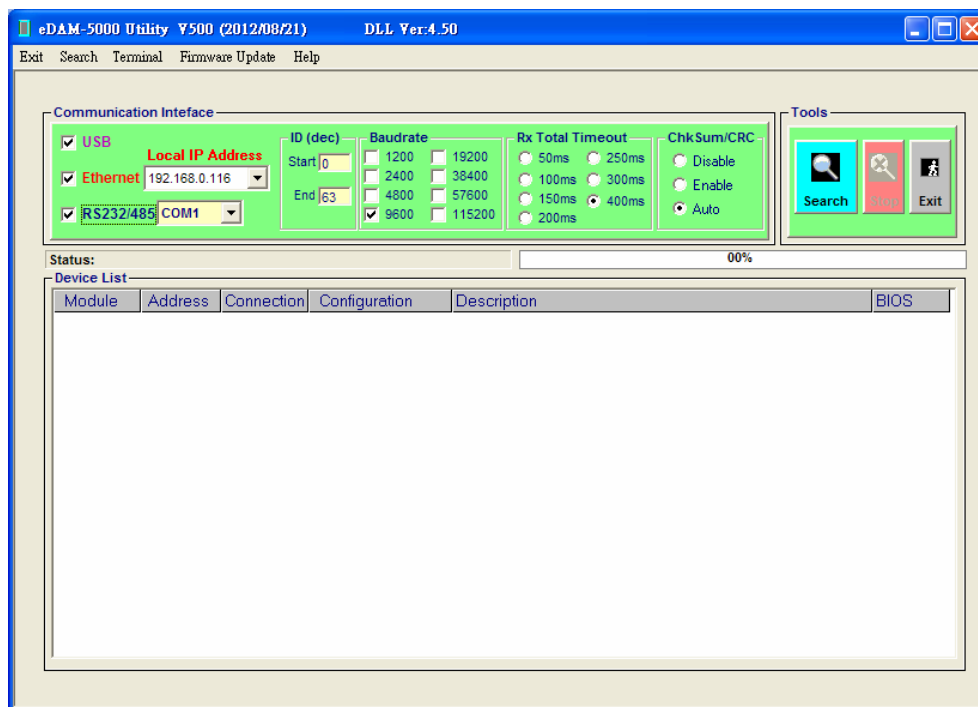 eDAM-5000 Utility V500 (2012/08/21) DLL Ver:4.50
Exit Search Terminal Firmware Update Help
Communication Inteface
Tools
USB
Local IP Address
Ethernet 192.168.0.116
RS232/485 COM1
ID (dec)
Start 0
End 63
Baudrate
1200 19200
2400 38400
4800 57600
9600 115200
Rx Total Timeout
50ms 250ms
100ms 300ms
150ms 400ms
200ms
ChkSum/CRC
Disable
Enable
Auto
Search Stop Exit
Status:
00%
Device List
Module Address Connection Configuration Description BIOS